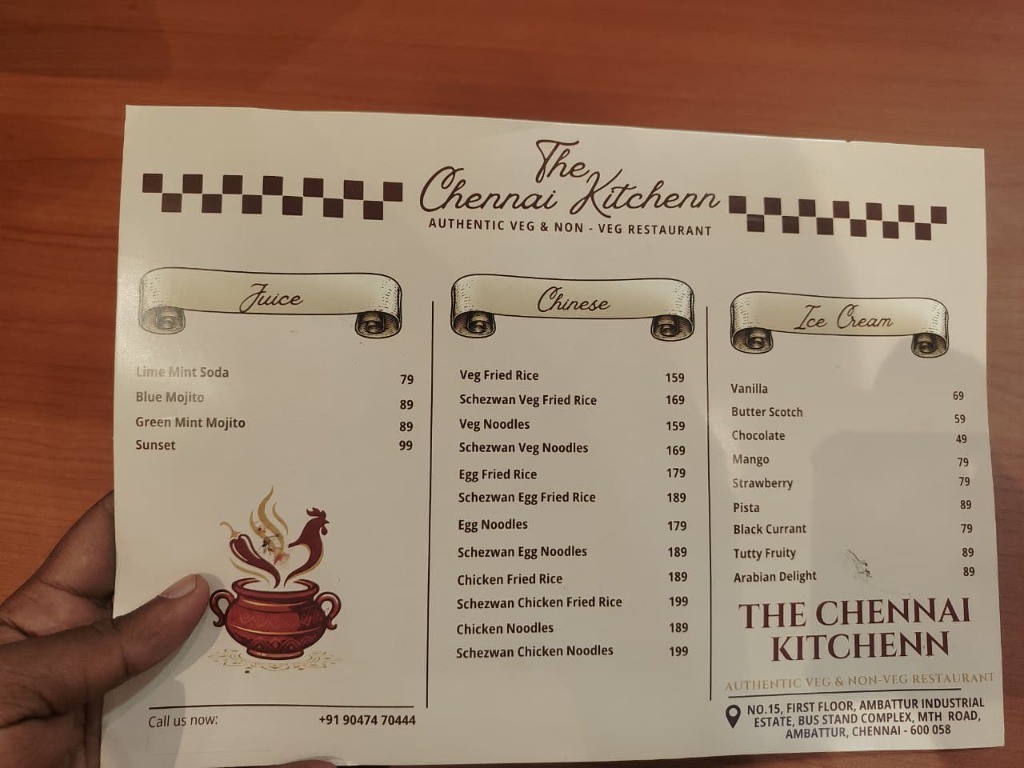 The
Chennai Kitchenn
AUTHENTIC VEG & NON - VEG RESTAURANT
Juice
Lime Mint Soda 79
Blue Mojito 89
Green Mint Mojito 89
Sunset 99
Call us now: +91 90474 70444
Chinese
Veg Fried Rice 159
Schezwan Veg Fried Rice 169
Veg Noodles 159
Schezwan Veg Noodles 169
Egg Fried Rice 179
Schezwan Egg Fried Rice 189
Egg Noodles 179
Schezwan Egg Noodles 189
Chicken Fried Rice 189
Schezwan Chicken Fried Rice 199
Chicken Noodles 189
Schezwan Chicken Noodles 199
Ice Cream
Vanilla 69
Butter Scotch 59
Chocolate 49
Mango 79
Strawberry 79
Pista 89
Black Currant 79
Tutty Fruity 89
Arabian Delight 89
THE CHENNAI
KITCHENN
AUTHENTIC VEG & NON-VEG RESTAURANT
NO.15, FIRST FLOOR, AMBATTUR INDUSTRIAL
ESTATE, BUS STAND COMPLEX, MTH ROAD,
AMBATTUR, CHENNAI - 600 058